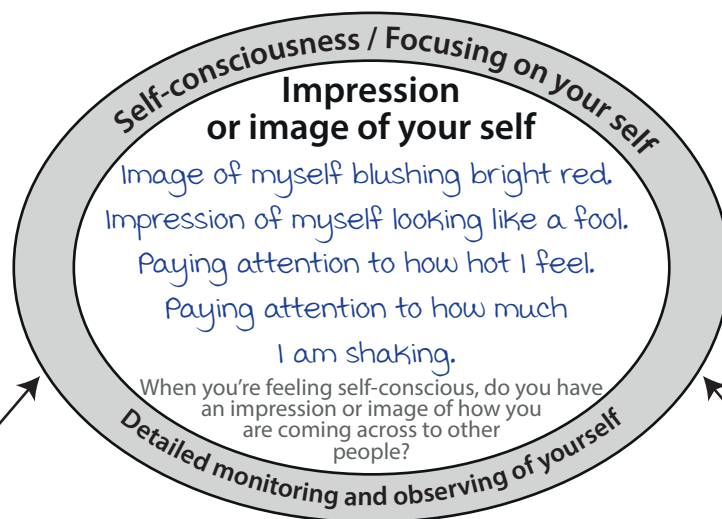 Self-consciousness / Focusing on your self
Impression
or image of your self
Image of myself blushing bright red.
Impression of myself looking like a fool.
Paying attention to how hot I feel.
Paying attention to how much
I am shaking.
When you're feeling self-conscious, do you have
an impression or image of how you
are coming across to other
people?
Detailed monitoring and observing of yourself